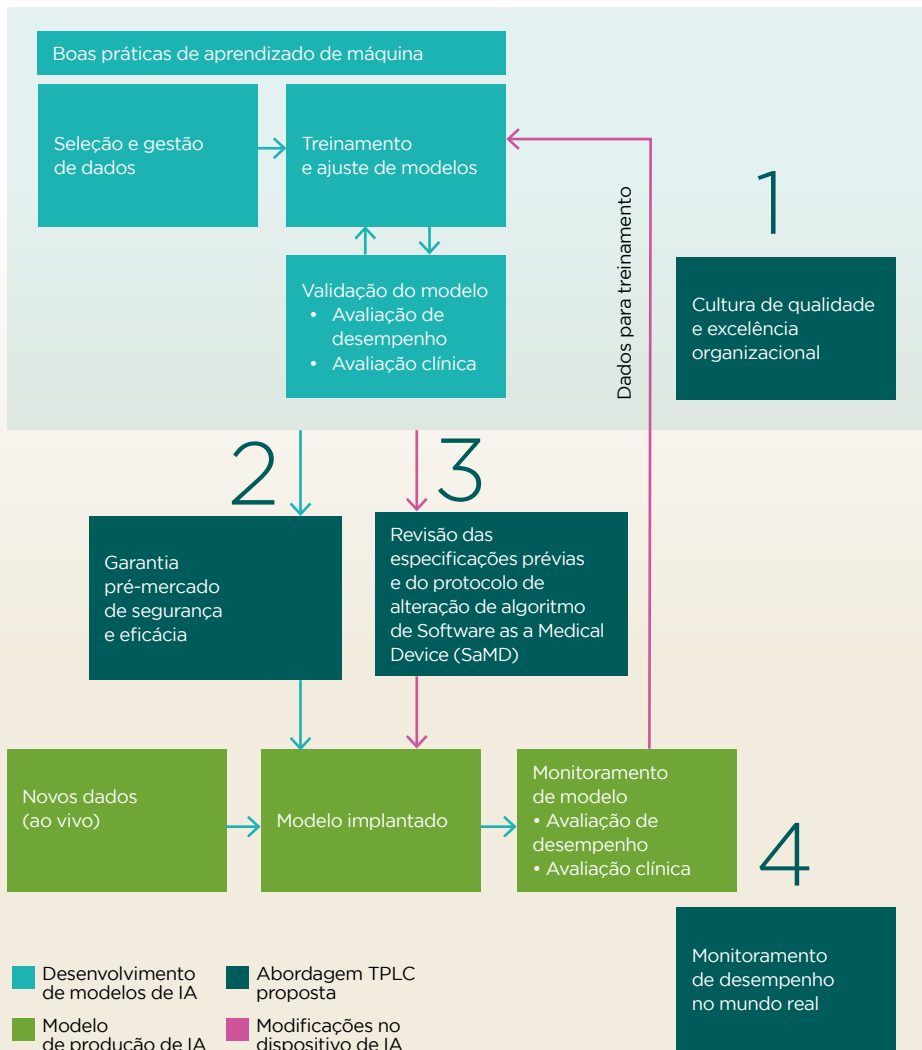 Boas práticas de aprendizado de máquina
Seleção e gestão
de dados
Treinamento
e ajuste de modelos
Validação do modelo
• Avaliação de
desempenho
• Avaliação clínica
Dados para treinamento
1
Cultura de qualidade
e excelência
organizacional
2
Garantia
pré-mercado
de segurança
e eficácia
3
Revisão das
especificações prévias
e do protocolo de
alteração de algoritmo
de Software as a Medical
Device (SaMD)
Novos dados
(ao vivo)
Modelo implantado
Monitoramento
de modelo
• Avaliação de
desempenho
• Avaliação clínica
4
Monitoramento
de desempenho
no mundo real
Desenvolvimento
de modelos de IA
Abordagem TPLC
proposta
Modelo
de produção de IA
Modificações no
dispositivo de IA